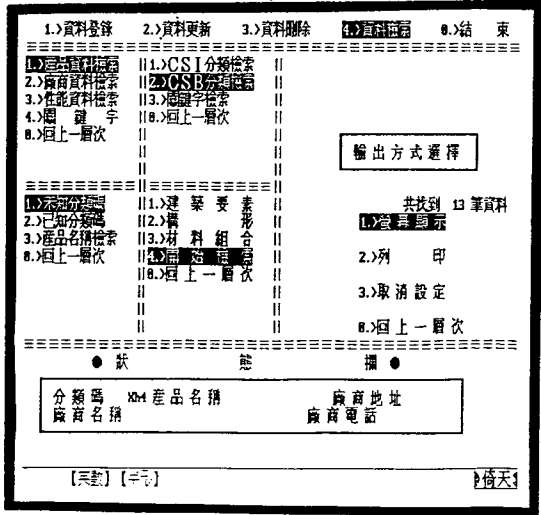 1.>資料登錄 2.>資料更新 3.>資料刪除 4.>資料檢索 0.>結 束
1.>產品資料檢索 ||1.>CSI分類檢索 ||
2.>廠商資料檢索 ||2.>CSB分類檢索 ||
3.>性能資料檢索 ||3.>關鍵字檢索 ||
4.>關 鍵 字 ||0.>回上一層次 ||
0.>回上一層次
輸出方式選擇
1.>未知分類碼 ||1.>建 築 要 素 || 共找到 13 筆資料
2.>已知分類碼 ||2.>構 形 || 1.>螢幕顯示
3.>產品名稱檢索 ||3.>材 料 組 合 ||
0.>回上一層次 ||4.>開 始 檢 索 || 2.>列 印
||0.>回 上 一 層 次 ||
3.>取消設定
0.>回上一層次
● 狀 態 欄 ●
分類碼 Xh4 產品名稱 廠商地址
廠商名稱 廠商電話
【英數】【半形】 倚天